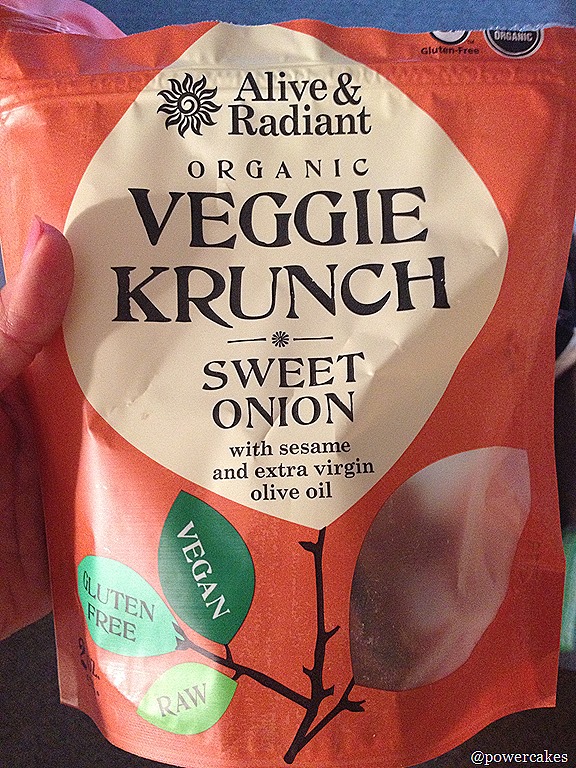 Gluten-Free
ORGANIC
Alive &
Radiant
ORGANIC
VEGGIE
KRUNCH
SWEET
ONION
with sesame
and extra virgin
olive oil
VEGAN
GLUTEN
FREE
RAW
@powercakes